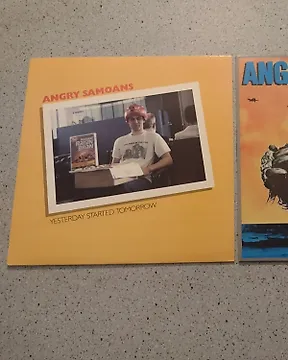 ANGRY SAMOANS
YESTERDAY STARTED TOMORROW
ANG